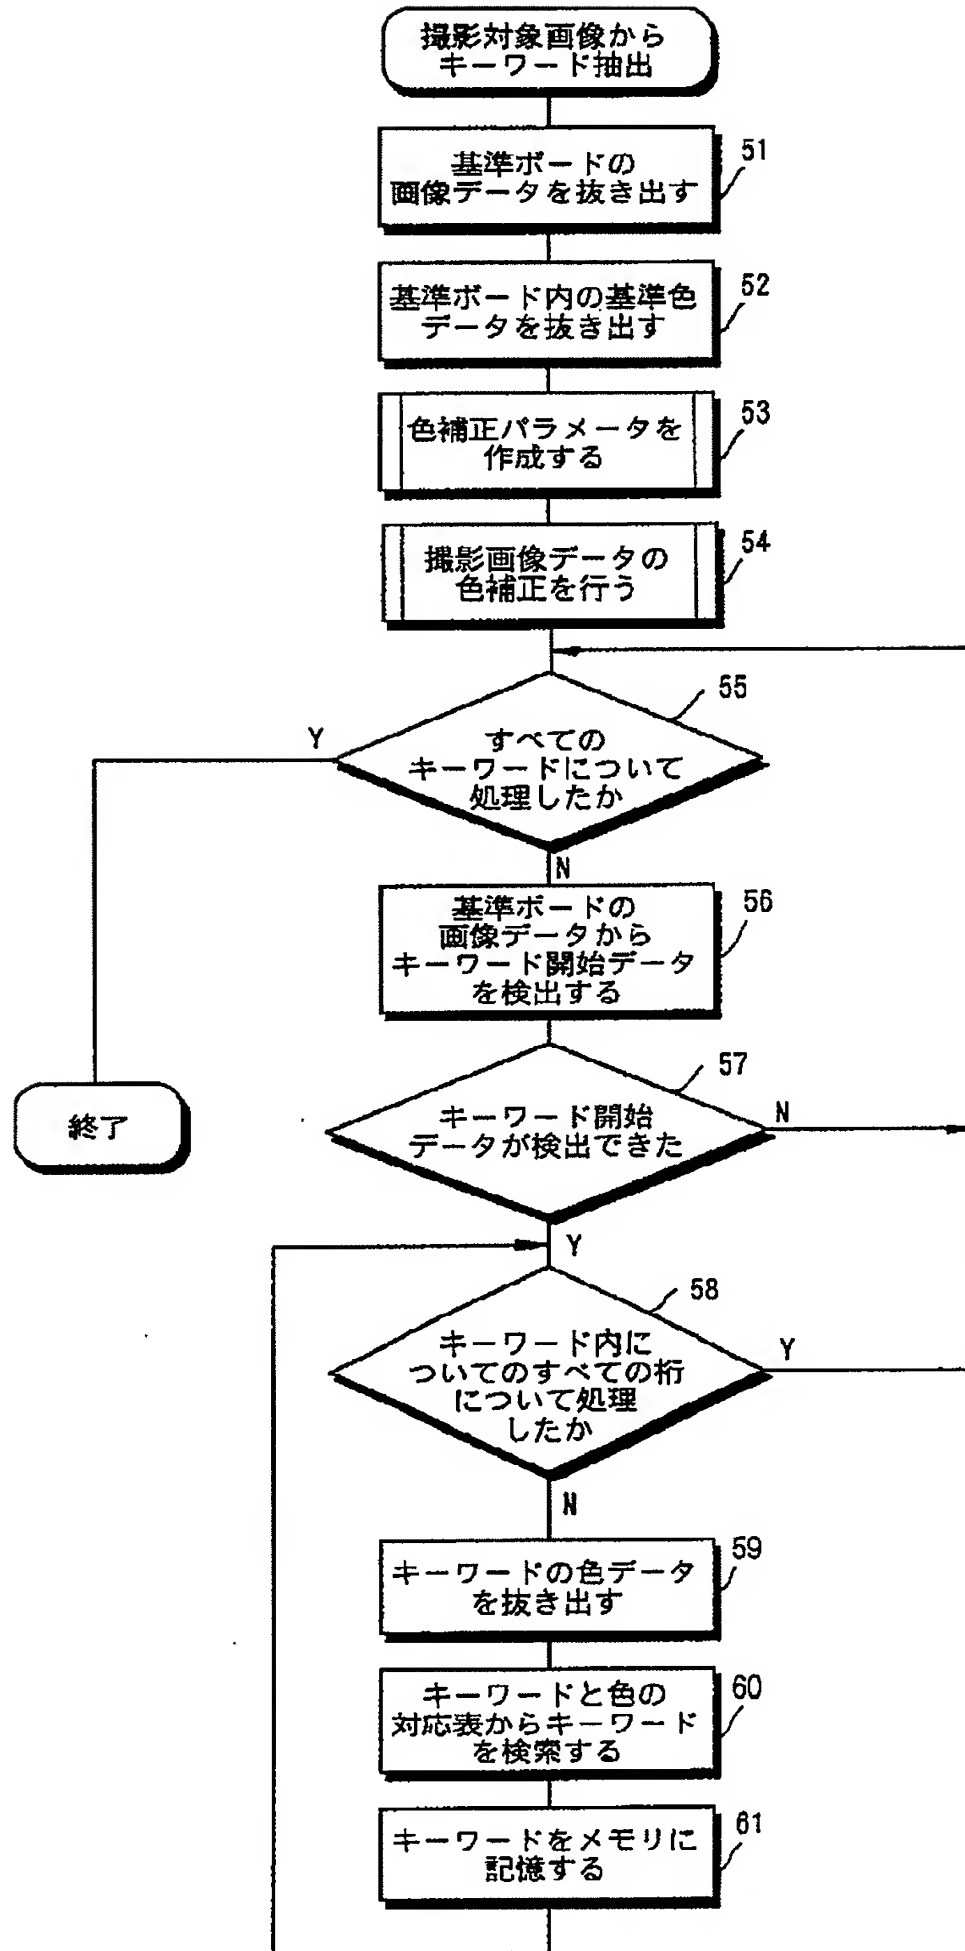 撮影対象画像から
キーワード抽出
51
基準ボードの
画像データを抜き出す
52
基準ボード内の基準色
データを抜き出す
53
色補正パラメータを
作成する
54
撮影画像データの
色補正を行う
55
Y
すべての
キーワードについて
処理したか
N
56
基準ボードの
画像データから
キーワード開始データ
を検出する
57
終了
キーワード開始
データが検出できた
N
Y
58
キーワード内に
ついてのすべての桁
について処理
したか
Y
N
59
キーワードの色データ
を抜き出す
60
キーワードと色の
対応表からキーワード
を検索する
61
キーワードをメモリに
記憶する